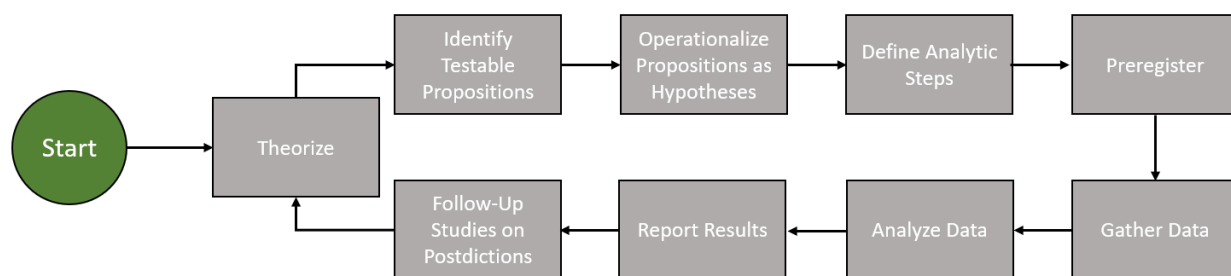 Start
Theorize
Identify
Testable
Propositions
Operationalize
Propositions as
Hypotheses
Define Analytic
Steps
Preregister
Gather Data
Analyze Data
Report Results
Follow-Up
Studies on
Postdictions